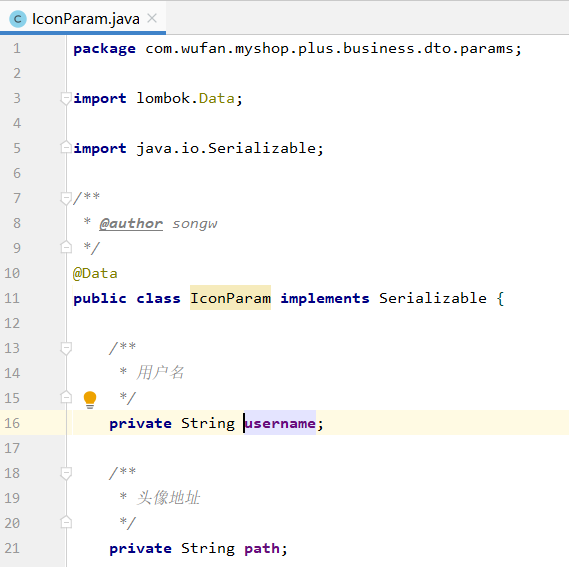 IconParam.java
1 package com.wufan.myshop.plus.business.dto.params;
2
3 import lombok.Data;
4
5 import java.io.Serializable;
6
7 /**
8  * @author songw
9  */
10 @Data
11 public class IconParam implements Serializable {
12
13     /**
14      * 用户名
15      */
16     private String username;
17
18     /**
19      * 头像地址
20      */
21     private String path;